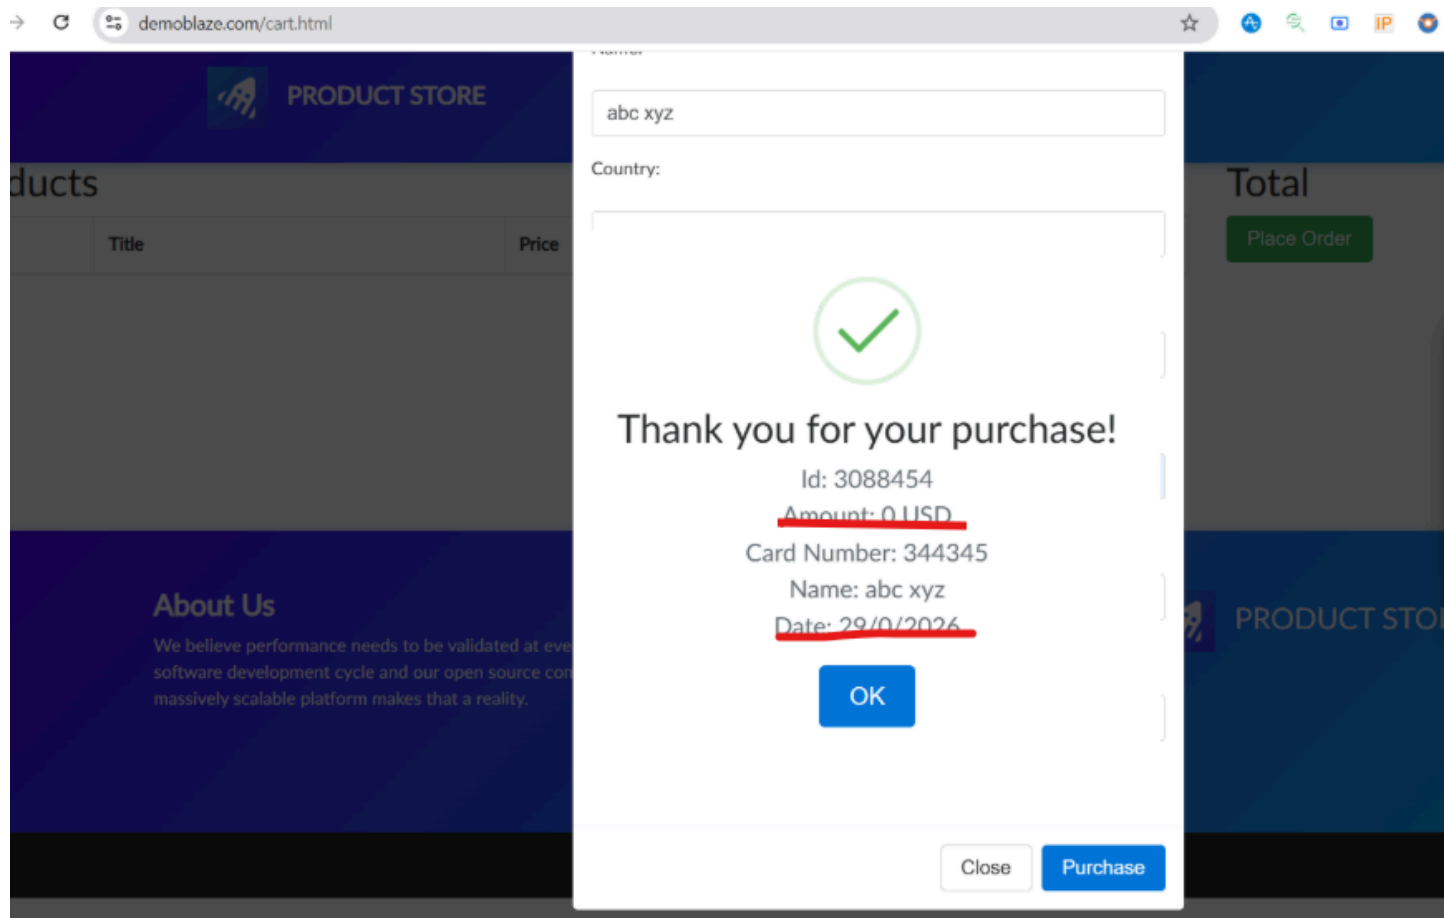 demoblaze.com/cart.html
IP
PRODUCT STORE
abc xyz
Country:
ducts
Total
Title
Price
Place Order
Thank you for your purchase!
Id: 3088454
Amount: 0 USD
Card Number: 344345
Name: abc xyz
Date: 29/0/2026
OK
About Us
We believe performance needs to be validated at eve
software development cycle and our open source con
massively scalable platform makes that a reality.
PRODUCT STO
Close
Purchase